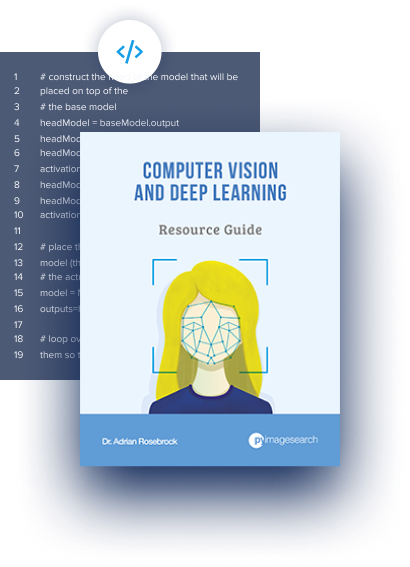 </>
1 # construct the
model that will be
2 placed on top of the
3 # the base model
4 headModel = baseModel.output
5 headMod
6 headMod
7 activation
8 headMod
9 headMod
10 activation
11
12 # place th
13 model (th
14 # the actu
15 model = M
16 outputs=h
17
18 # loop ov
19 them so t
COMPUTER VISION
AND DEEP LEARNING
Resource Guide
Dr. Adrian Rosebrock
pyimagesearch